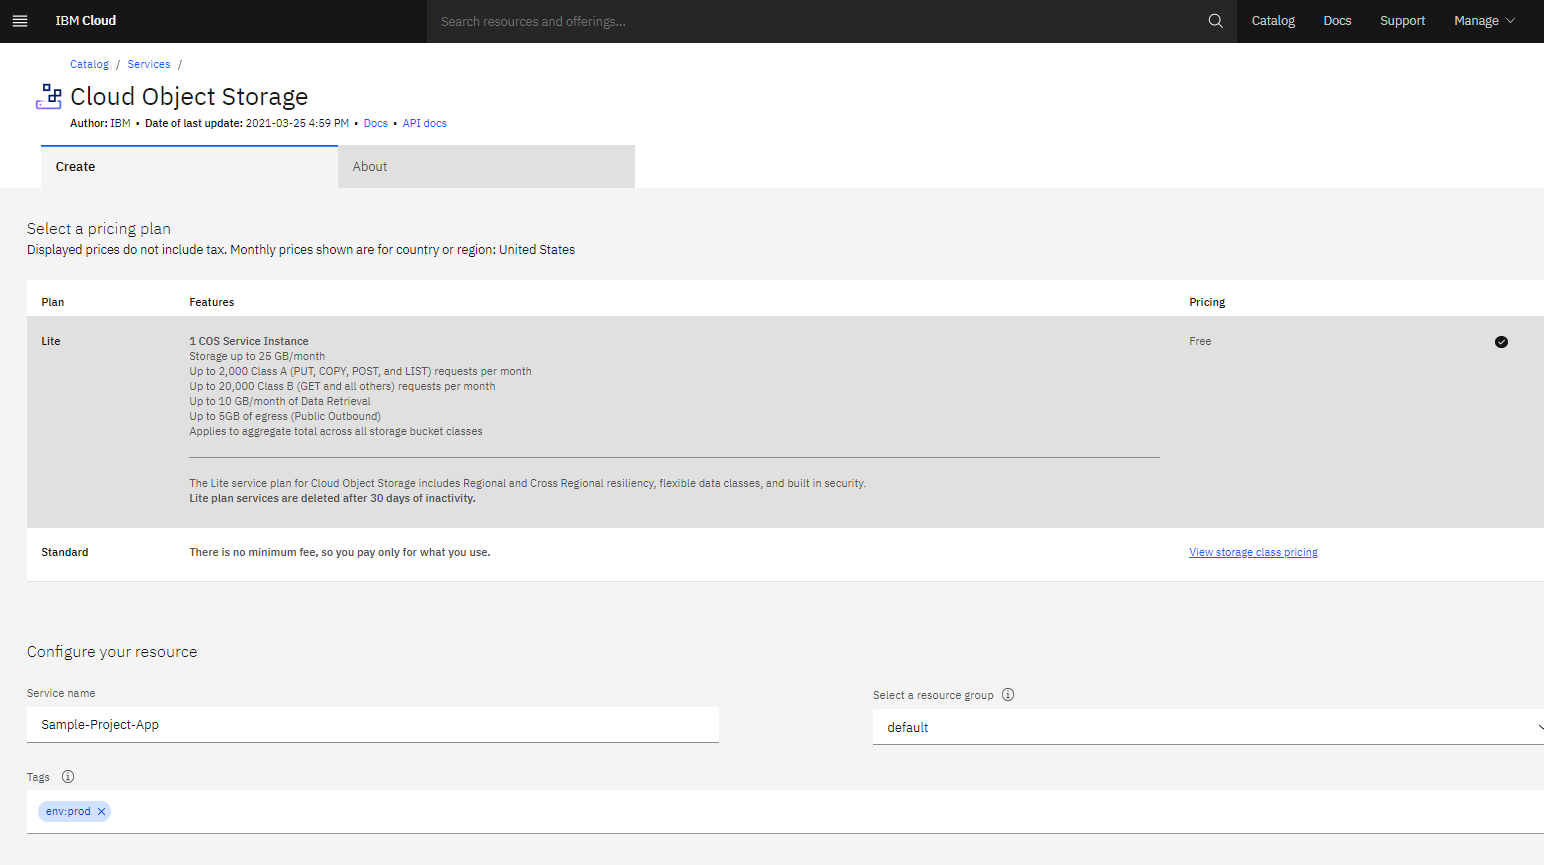 IBM Cloud
Search resources and offerings...
Catalog
Docs
Support
Manage
Catalog / Services /
Cloud Object Storage
Author: IBM • Date of last update: 2021-03-25 4:59 PM • Docs • API docs
Create
About
Select a pricing plan
Displayed prices do not include tax. Monthly prices shown are for country or region: United States
Plan
Features
Pricing
Lite
1 COS Service Instance
Storage up to 25 GB/month
Up to 2,000 Class A (PUT, COPY, POST, and LIST) requests per month
Up to 20,000 Class B (GET and all others) requests per month
Up to 10 GB/month of Data Retrieval
Up to 5GB of egress (Public Outbound)
Applies to aggregate total across all storage bucket classes
The Lite service plan for Cloud Object Storage includes Regional and Cross Regional resiliency, flexible data classes, and built in security.
Lite plan services are deleted after 30 days of inactivity.
Free
Standard
There is no minimum fee, so you pay only for what you use.
View storage class pricing
Configure your resource
Service name
Sample-Project-App
Select a resource group
default
Tags
env:prod